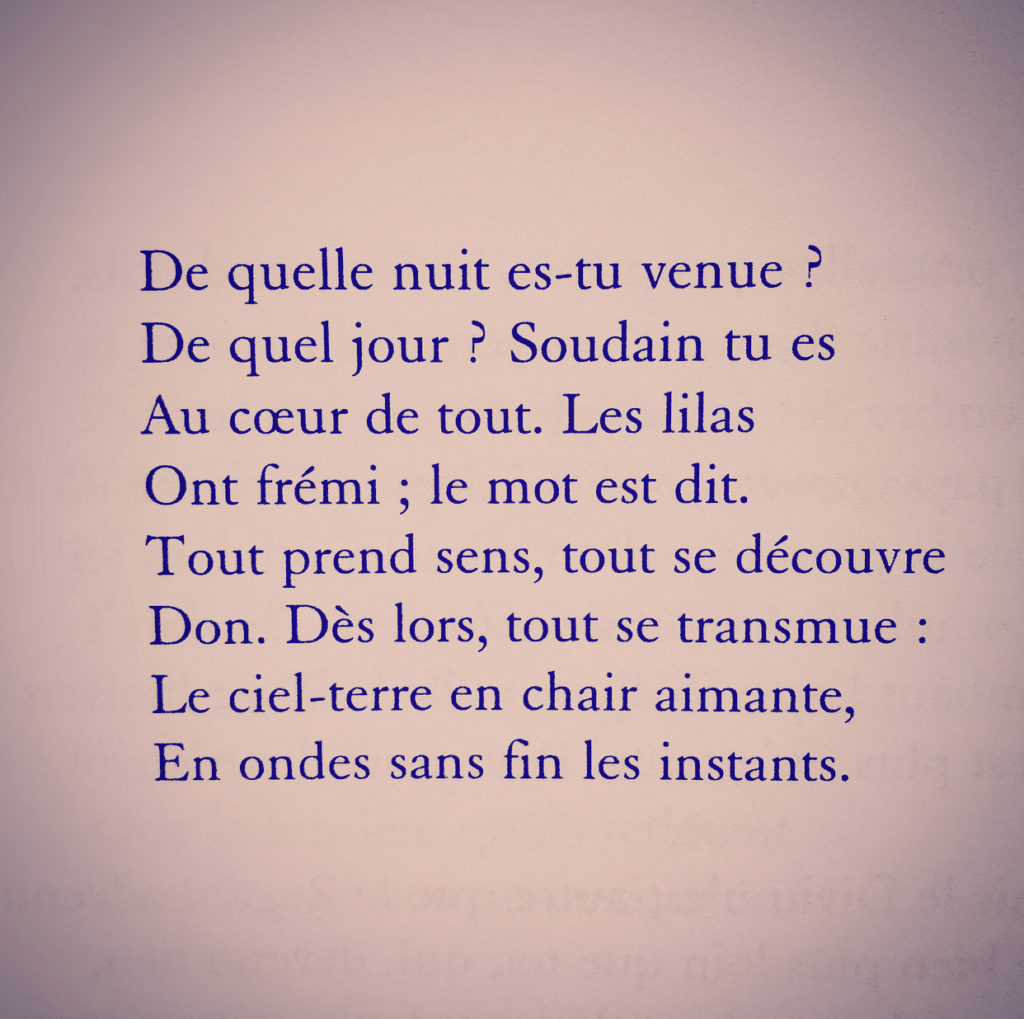 De quelle nuit es-tu venue ?
De quel jour ? Soudain tu es
Au cœur de tout. Les lilas
Ont frémi ; le mot est dit.
Tout prend sens, tout se découvre
Don. Dès lors, tout se transmue :
Le ciel-terre en chair aimante,
En ondes sans fin les instants.